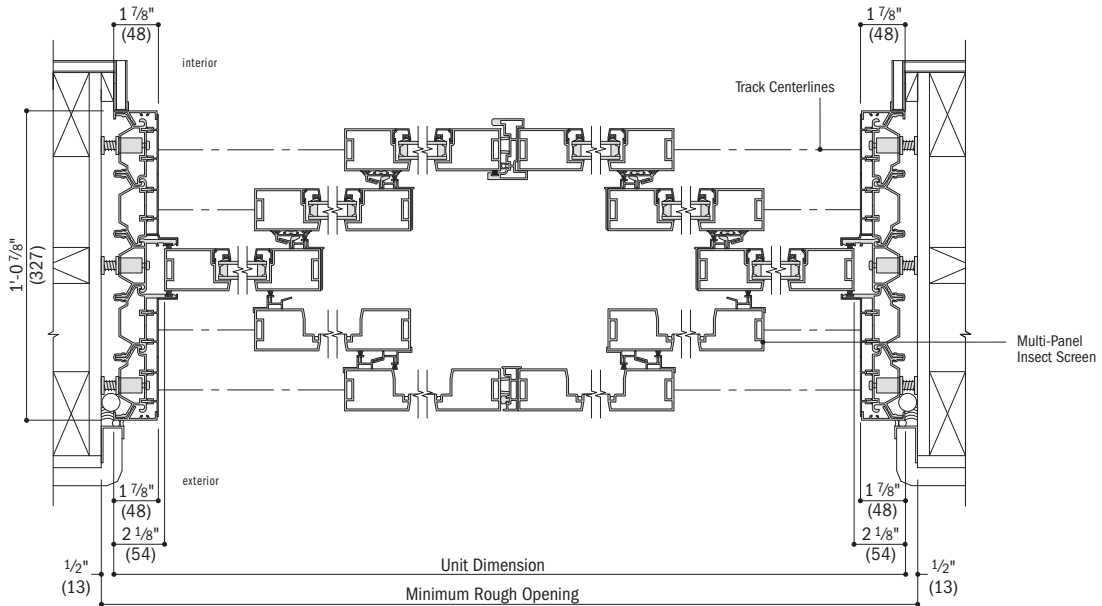 1 7/8"
(48)
1 7/8"
(48)
interior
Track Centerlines
1'-0 7/8"
(327)
Multi-Panel
Insect Screen
exterior
1 7/8"
(48)
1 7/8"
(48)
2 1/8"
(54)
2 1/8"
(54)
1/2"
(13)
Unit Dimension
1/2"
(13)
Minimum Rough Opening